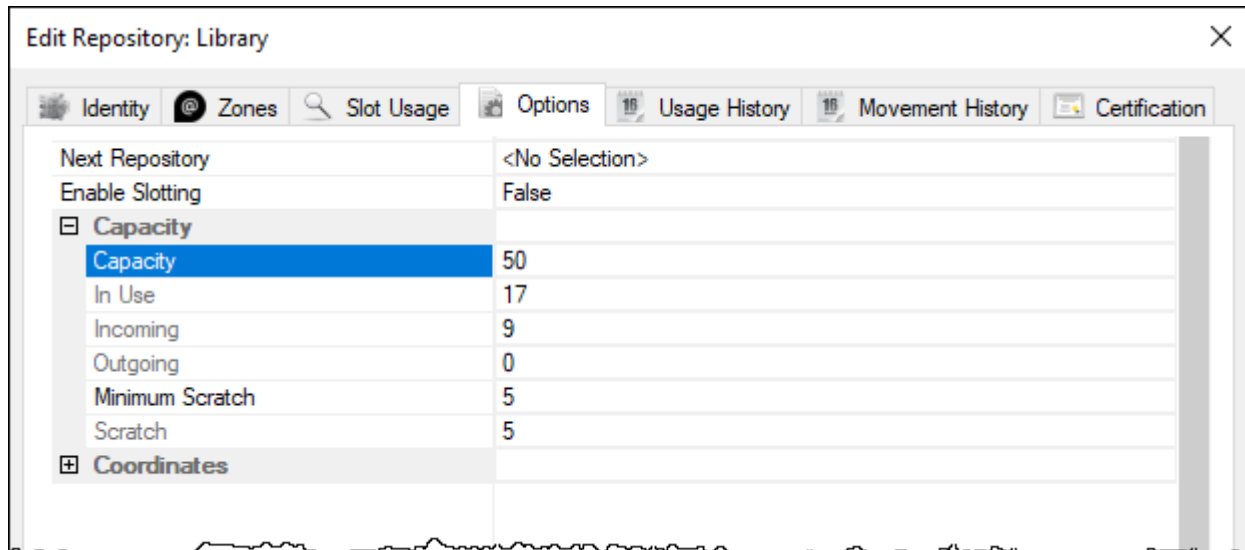 Edit Repository: Library
Identity Zones Slot Usage Options Usage History Movement History Certification
Next Repository <No Selection>
Enable Slotting False
Capacity
Capacity 50
In Use 17
Incoming 9
Outgoing 0
Minimum Scratch 5
Scratch 5
Coordinates